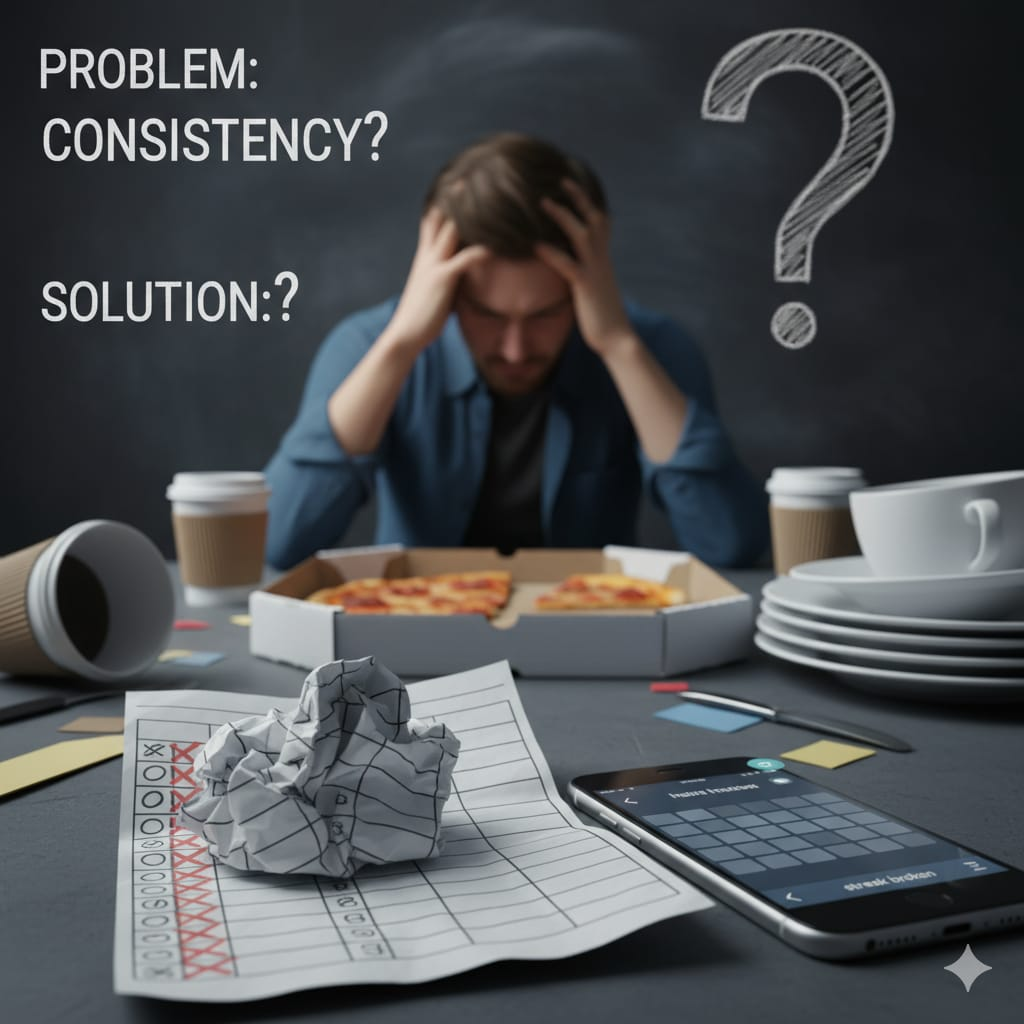 PROBLEM:
CONSISTENCY?
SOLUTION:?
?
streak broken